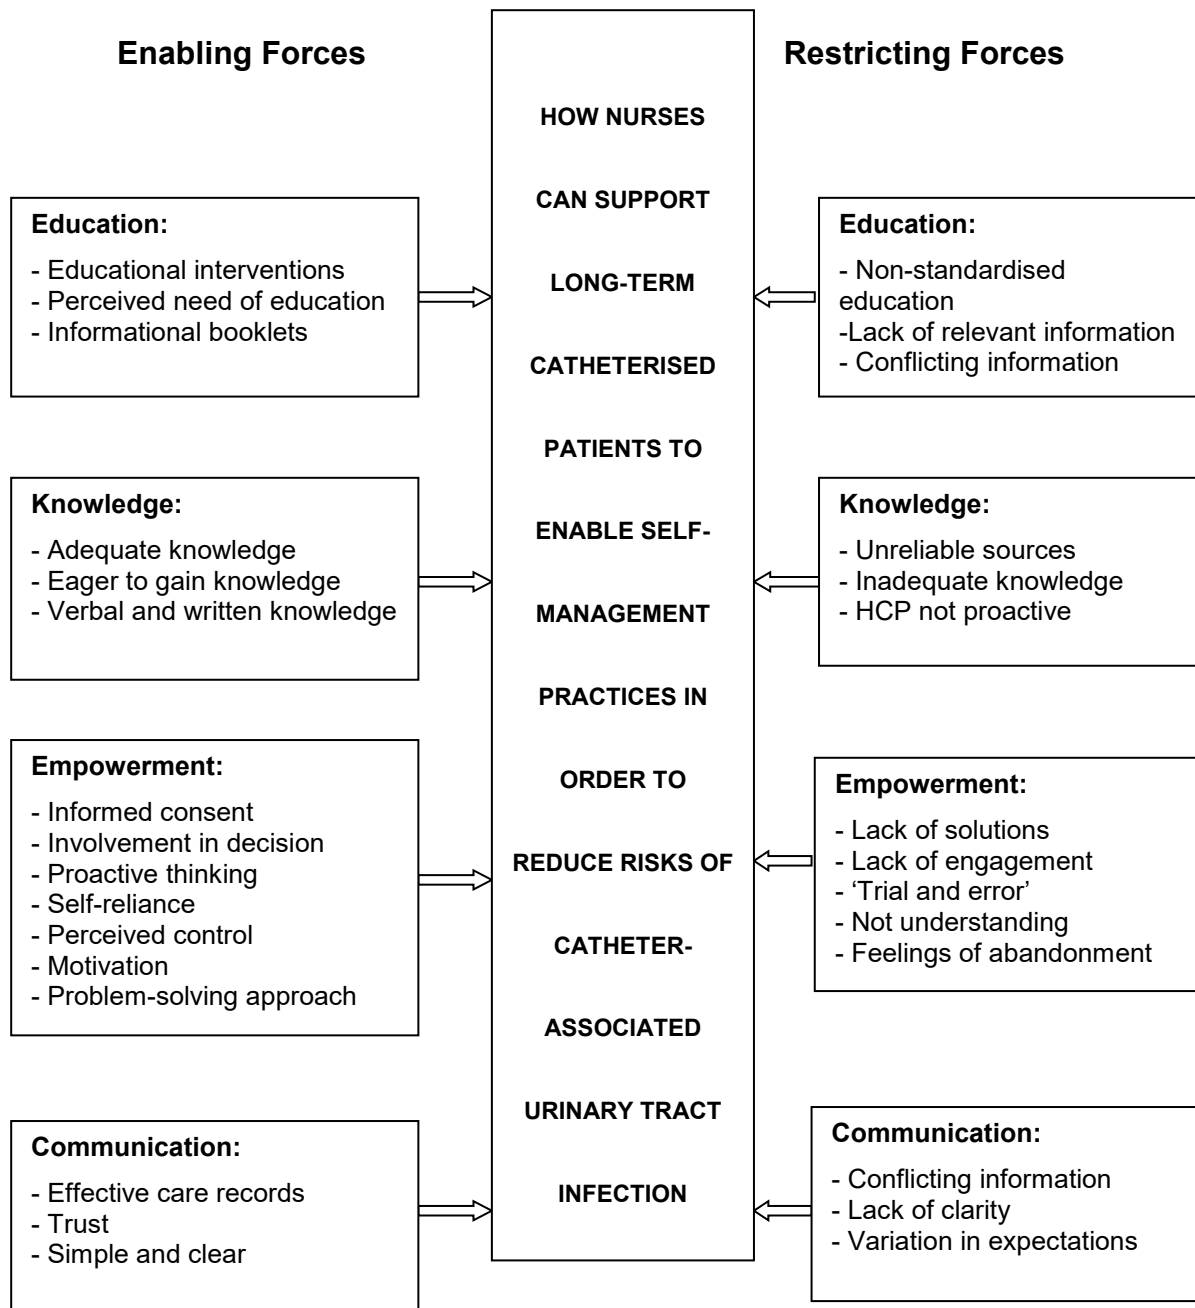 Enabling Forces
Restricting Forces
HOW NURSES
CAN SUPPORT
LONG-TERM
CATHETERISED
PATIENTS TO
ENABLE SELF-
MANAGEMENT
PRACTICES IN
ORDER TO
REDUCE RISKS OF
CATHETER-
ASSOCIATED
URINARY TRACT
INFECTION
Education:
- Educational interventions
- Perceived need of education
- Informational booklets
Knowledge:
- Adequate knowledge
- Eager to gain knowledge
- Verbal and written knowledge
Empowerment:
- Informed consent
- Involvement in decision
- Proactive thinking
- Self-reliance
- Perceived control
- Motivation
- Problem-solving approach
Communication:
- Effective care records
- Trust
- Simple and clear
Education:
- Non-standardised
education
-Lack of relevant information
- Conflicting information
Knowledge:
- Unreliable sources
- Inadequate knowledge
- HCP not proactive
Empowerment:
- Lack of solutions
- Lack of engagement
- ‘Trial and error’
- Not understanding
- Feelings of abandonment
Communication:
- Conflicting information
- Lack of clarity
- Variation in expectations